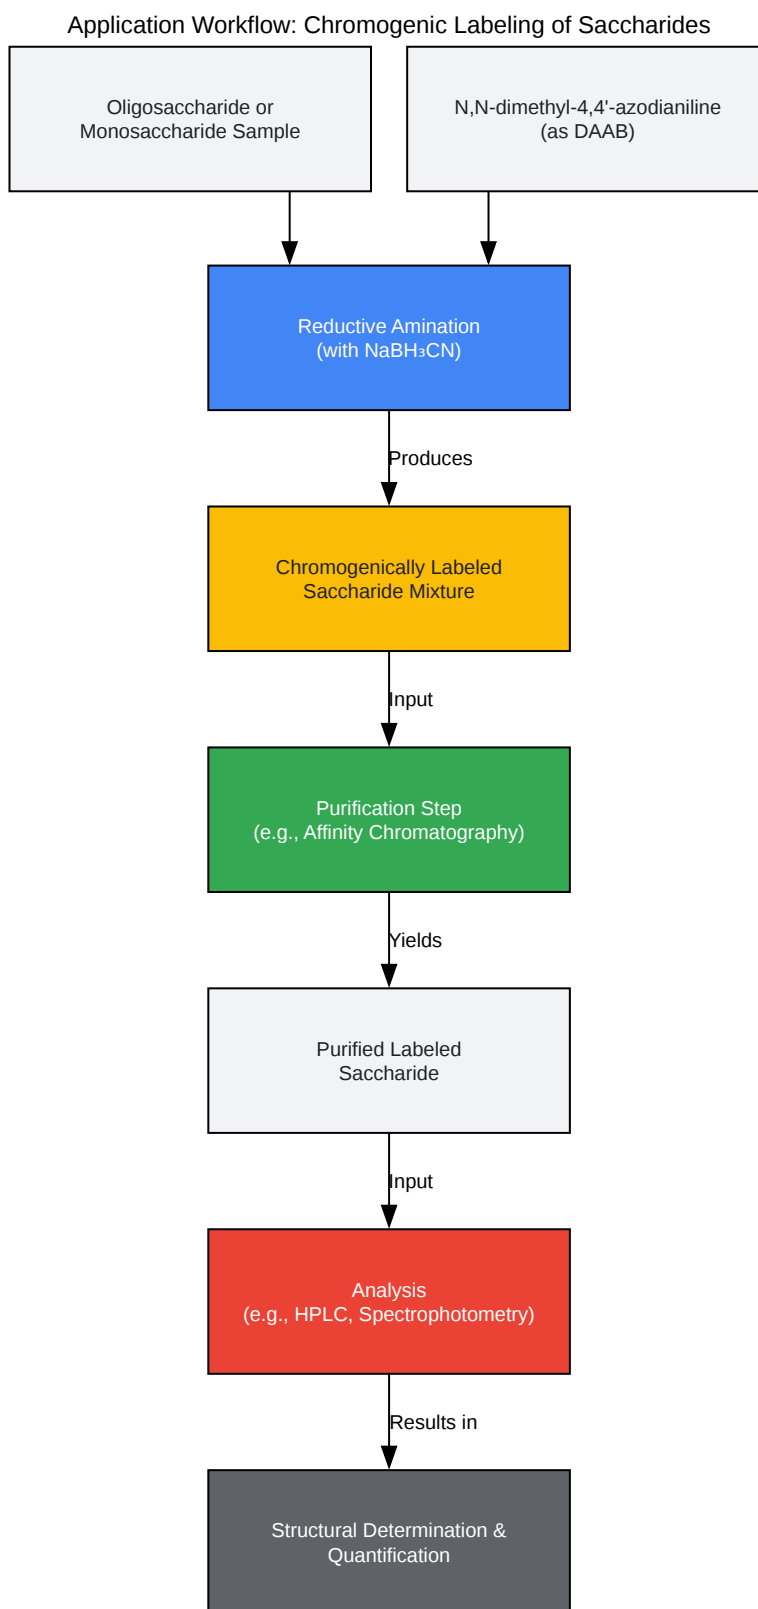 Application Workflow: Chromogenic Labeling of Saccharides
Oligosaccharide or
Monosaccharide Sample
N,N-dimethyl-4,4'-azodianiline
(as DAAB)
Reductive Amination
(with NaBH₃CN)
Produces
Chromogenically Labeled
Saccharide Mixture
Input
Purification Step
(e.g., Affinity Chromatography)
Yields
Purified Labeled
Saccharide
Input
Analysis
(e.g., HPLC, Spectrophotometry)
Results in
Structural Determination &
Quantification